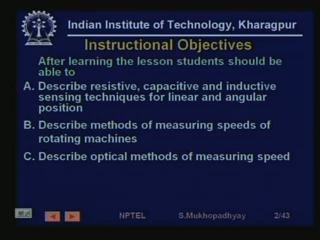 Indian Institute of Technology, Kharagpur
Instructional Objectives
After learning the lesson students should be
able to
A. Describe resistive, capacitive and inductive
sensing techniques for linear and angular
position
B. Describe methods of measuring speeds of
rotating machines
C. Describe optical methods of measuring speed
NPTEL S.Mukhopadhyay 2/43